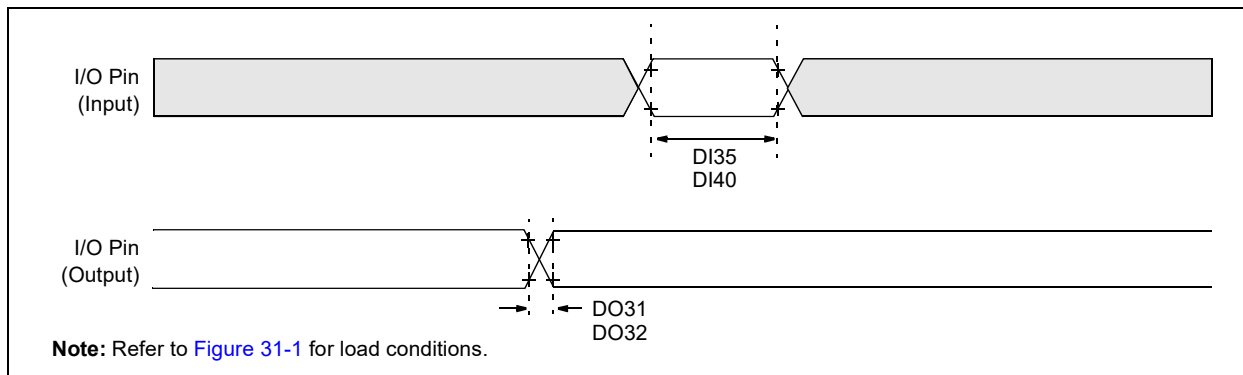 I/O Pin
(Input)
DI35
DI40
I/O Pin
(Output)
DO31
DO32
Note: Refer to Figure 31-1 for load conditions.